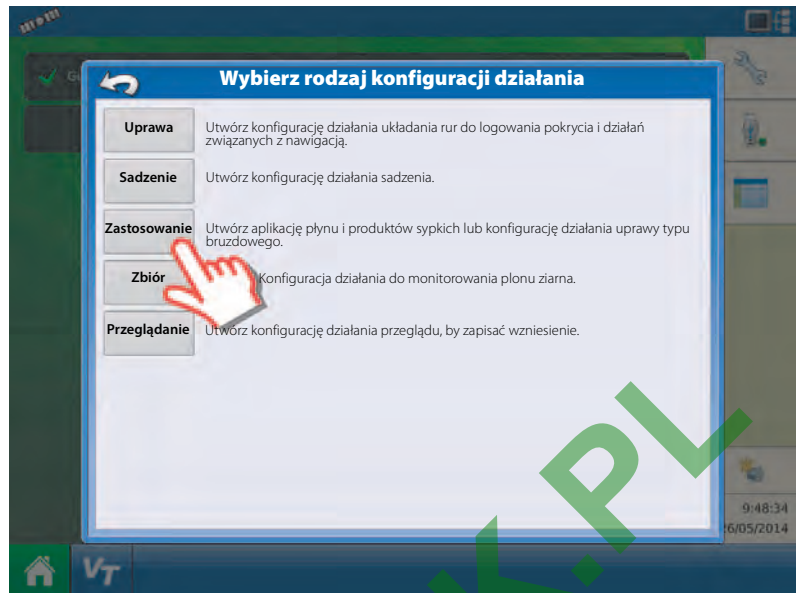 Wybierz rodzaj konfiguracji działania
Uprawa
Utwórz konfigurację działania układania rur do logowania pokrycia i działań
związanych z nawigacją.
Sadzenie
Utwórz konfigurację działania sadzenia.
Zastosowanie
Utwórz aplikację płynu i produktów sypkich lub konfigurację działania uprawy typu
bruzdowego.
Zbiór
Konfiguracja działania do monitorowania plonu ziarna.
Przeglądanie
Utwórz konfigurację działania przeglądu, by zapisać wzniesienie.
9:48:34
6/05/2014
VT
K.PL